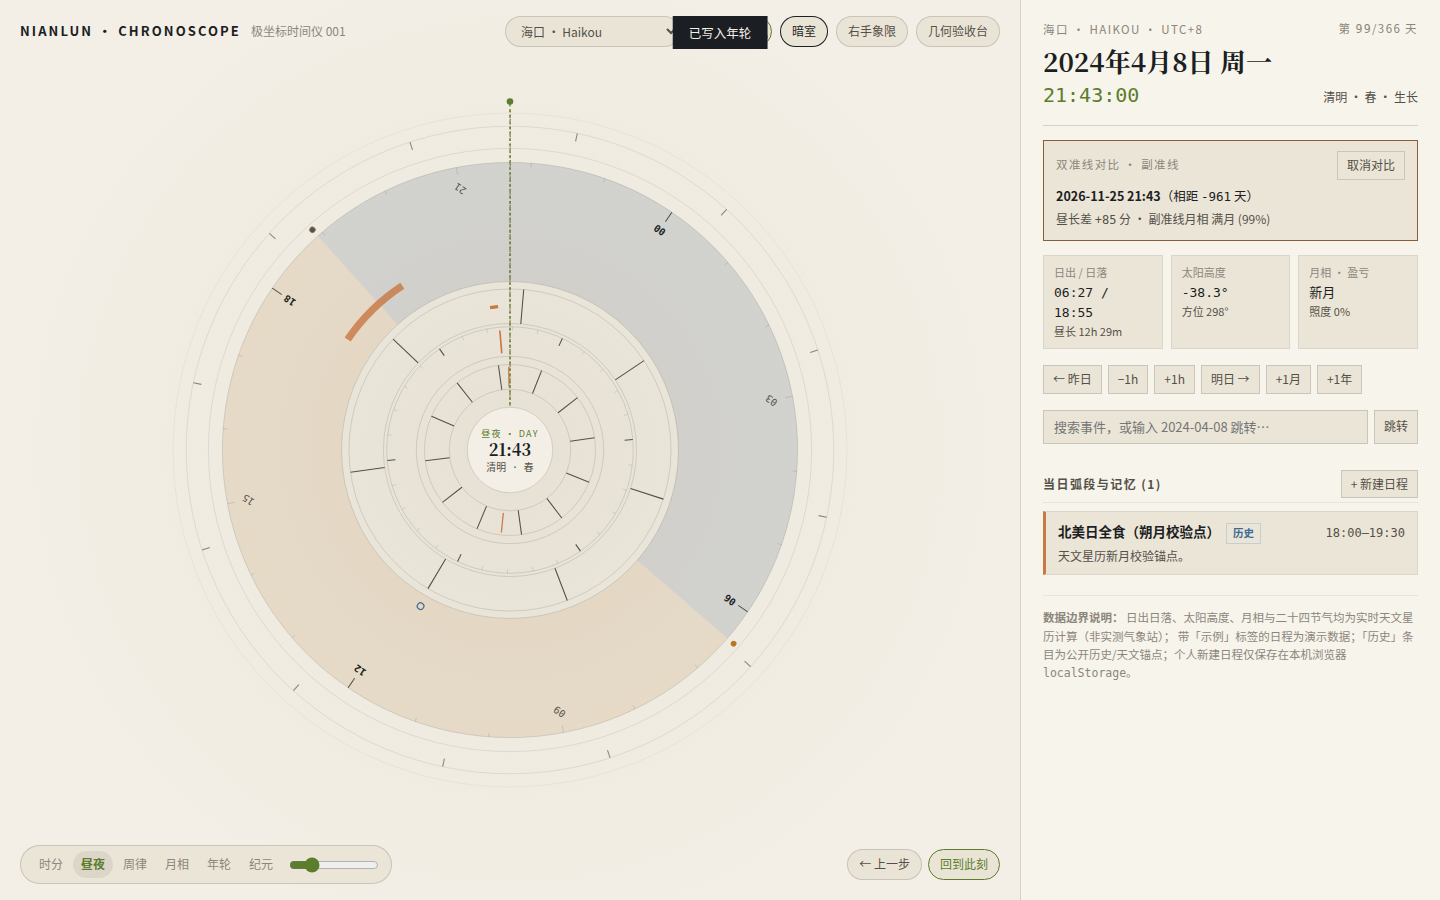 NIANLUN · CHRONOSCOPE 极坐标时间仪 001
海口 · Haikou
已写入年轮
暗室
右手象限
几何验收台
21
00
18
03
15
06
12
09
昼夜 · DAY
21:43
清明 · 春
时分
昼夜
周律
月相
年轮
纪元
← 上一步
回到此刻
海口 · HAIKOU · UTC+8
第 99/366 天
2024年4月8日 周一
21:43:00
清明 · 春 · 生长
双准线对比 · 副准线
取消对比
2026-11-25 21:43（相距 -961 天）
昼长差 +85 分 · 副准线月相 满月 (99%)
日出 / 日落
06:27 /
18:55
昼长 12h 29m
太阳高度
-38.3°
方位 298°
月相 · 盈亏
新月
照度 0%
← 昨日
−1h
+1h
明日 →
+1月
+1年
搜索事件，或输入 2024-04-08 跳转…
跳转
当日弧段与记忆 (1)
+ 新建日程
北美日全食（朔月校验点）
历史
18:00—19:30
天文星历新月校验锚点。
数据边界说明： 日出日落、太阳高度、月相与二十四节气均为实时天文星
历计算（非实测气象站）； 带「示例」标签的日程为演示数据；「历史」条
目为公开历史/天文锚点； 个人新建日程仅保存在本机浏览器
localStorage。